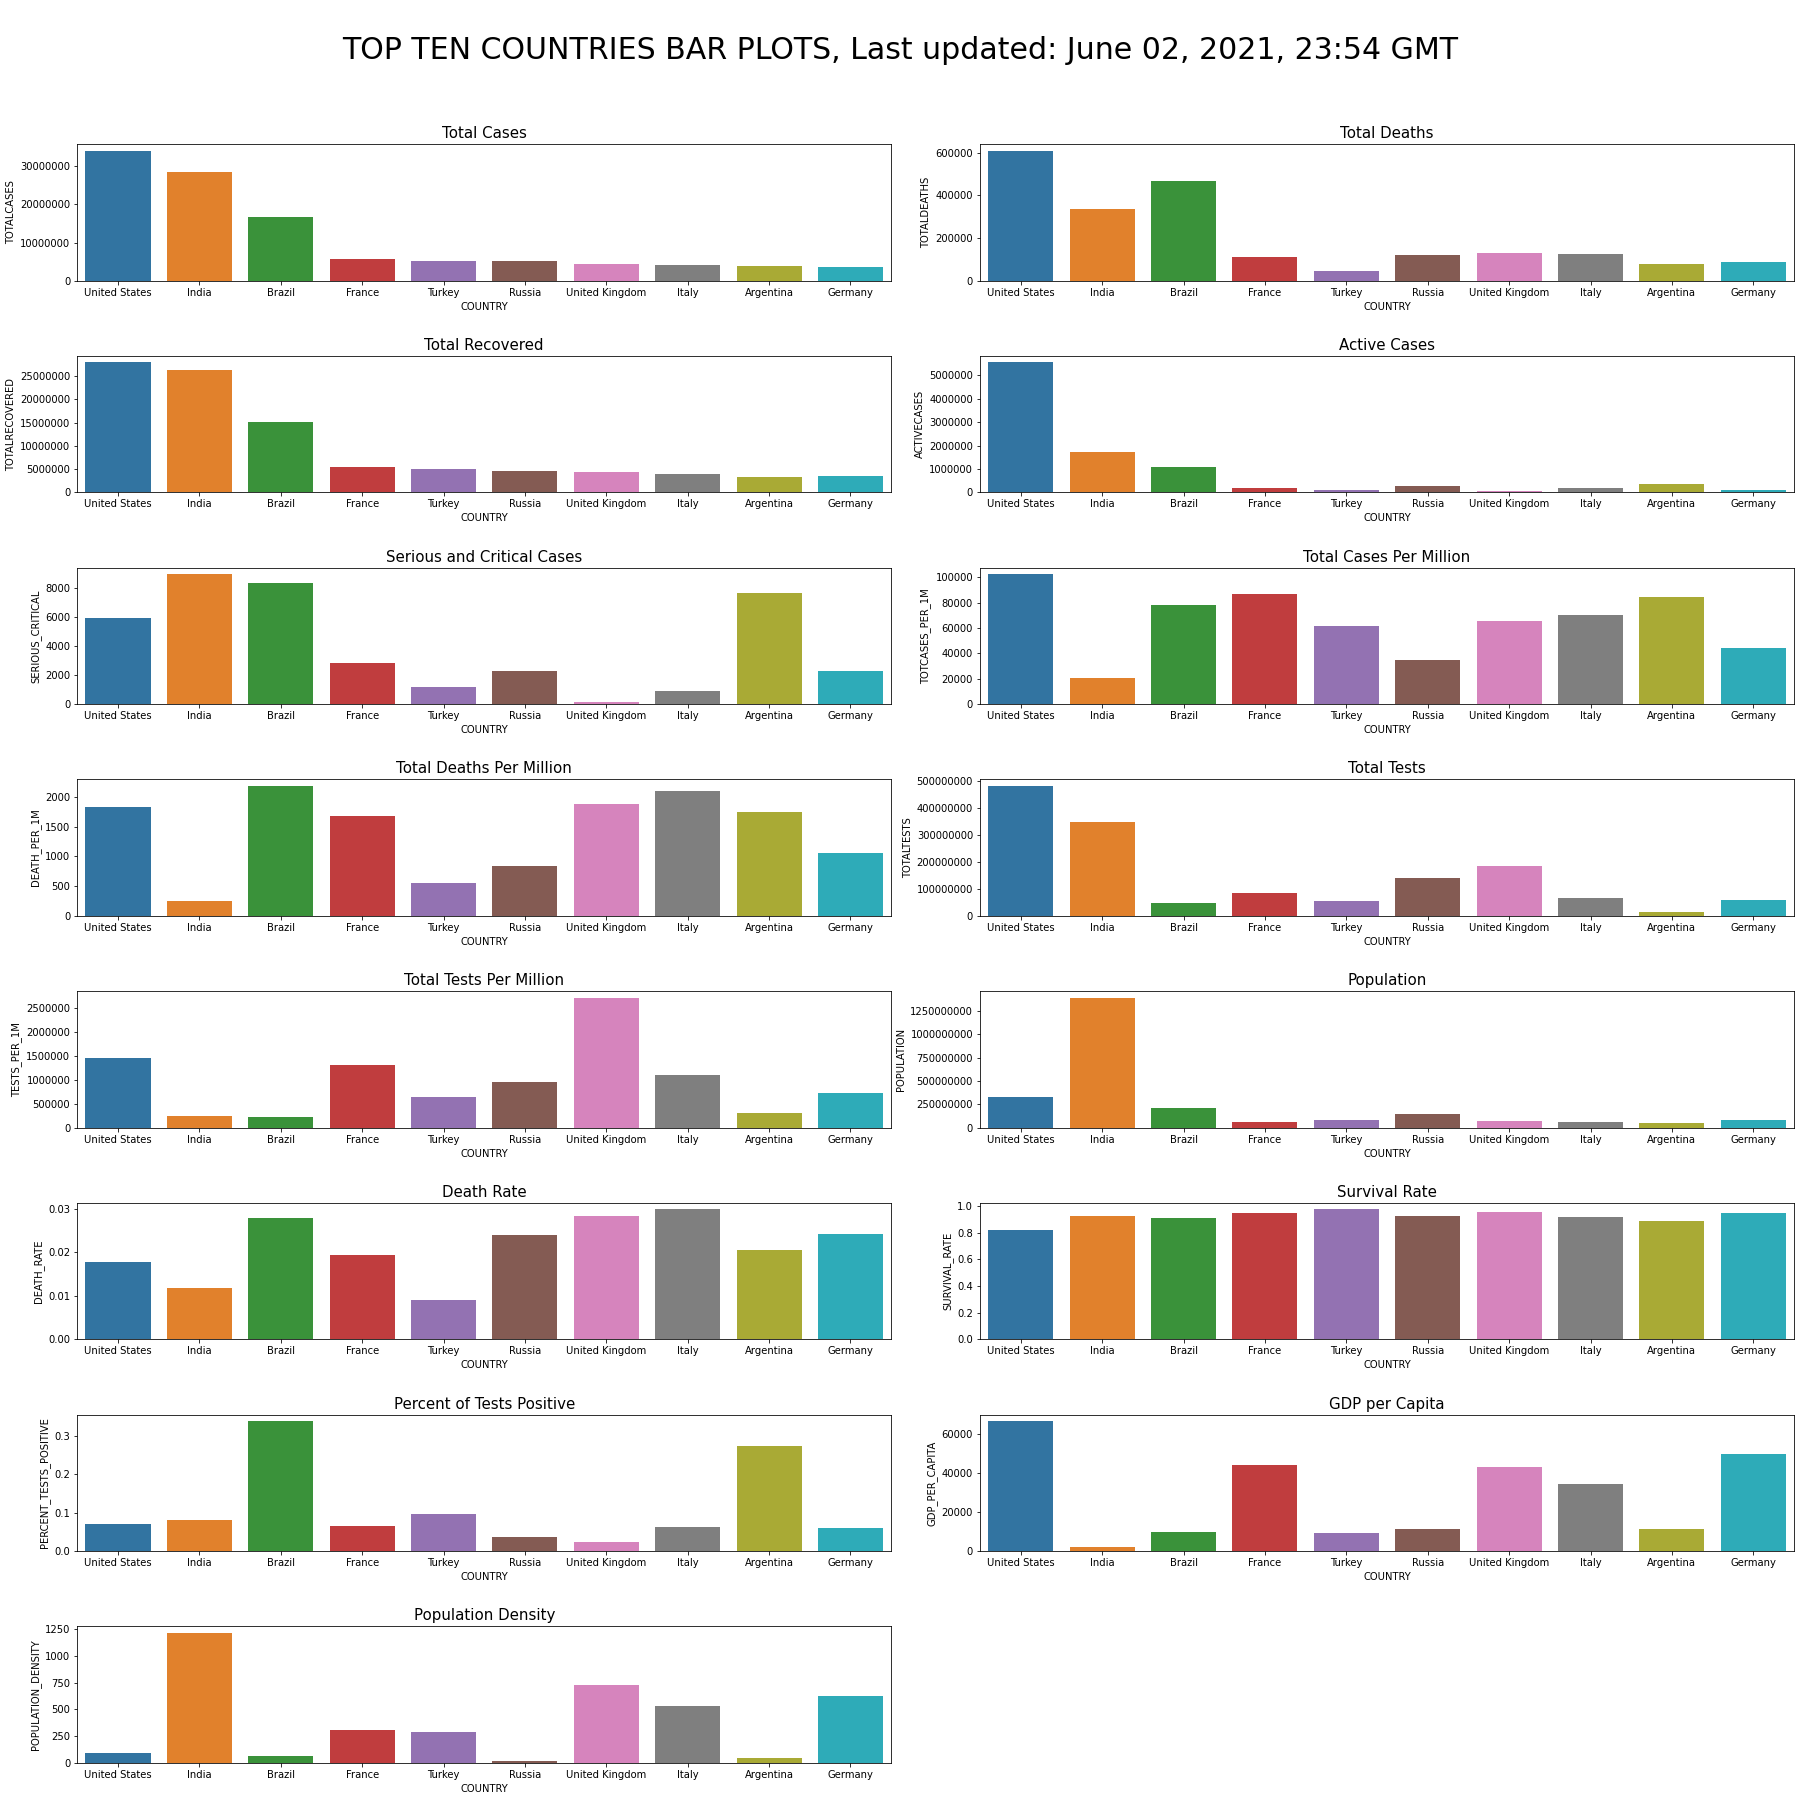 TOP TEN COUNTRIES BAR PLOTS, Last updated: June 02, 2021, 23:54 GMT
Total Cases
TOTALCASES
30000000
20000000
10000000
0
United States India Brazil France Turkey Russia United Kingdom Italy Argentina Germany
COUNTRY
Total Deaths
TOTALDEATHS
600000
400000
200000
0
United States India Brazil France Turkey Russia United Kingdom Italy Argentina Germany
COUNTRY
Total Recovered
TOTALRECOVERED
25000000
20000000
15000000
10000000
5000000
0
United States India Brazil France Turkey Russia United Kingdom Italy Argentina Germany
COUNTRY
Active Cases
ACTIVECASES
5000000
4000000
3000000
2000000
1000000
0
United States India Brazil France Turkey Russia United Kingdom Italy Argentina Germany
COUNTRY
Serious and Critical Cases
SERIOUS_CRITICAL
8000
6000
4000
2000
0
United States India Brazil France Turkey Russia United Kingdom Italy Argentina Germany
COUNTRY
Total Cases Per Million
TOTCASES_PER_1M
100000
80000
60000
40000
20000
0
United States India Brazil France Turkey Russia United Kingdom Italy Argentina Germany
COUNTRY
Total Deaths Per Million
DEATH_PER_1M
2000
1500
1000
500
0
United States India Brazil France Turkey Russia United Kingdom Italy Argentina Germany
COUNTRY
Total Tests
TOTALTESTS
500000000
400000000
300000000
200000000
100000000
0
United States India Brazil France Turkey Russia United Kingdom Italy Argentina Germany
COUNTRY
Total Tests Per Million
TESTS_PER_1M
2500000
2000000
1500000
1000000
500000
0
United States India Brazil France Turkey Russia United Kingdom Italy Argentina Germany
COUNTRY
Population
POPULATION
1250000000
1000000000
750000000
500000000
250000000
0
United States India Brazil France Turkey Russia United Kingdom Italy Argentina Germany
COUNTRY
Death Rate
DEATH_RATE
0.03
0.02
0.01
0.00
United States India Brazil France Turkey Russia United Kingdom Italy Argentina Germany
COUNTRY
Survival Rate
SURVIVAL_RATE
1.0
0.8
0.6
0.4
0.2
0.0
United States India Brazil France Turkey Russia United Kingdom Italy Argentina Germany
COUNTRY
Percent of Tests Positive
PERCENT_TESTS_POSITIVE
0.3
0.2
0.1
0.0
United States India Brazil France Turkey Russia United Kingdom Italy Argentina Germany
COUNTRY
GDP per Capita
GDP_PER_CAPITA
60000
40000
20000
0
United States India Brazil France Turkey Russia United Kingdom Italy Argentina Germany
COUNTRY
Population Density
POPULATION_DENSITY
1250
1000
750
500
250
0
United States India Brazil France Turkey Russia United Kingdom Italy Argentina Germany
COUNTRY